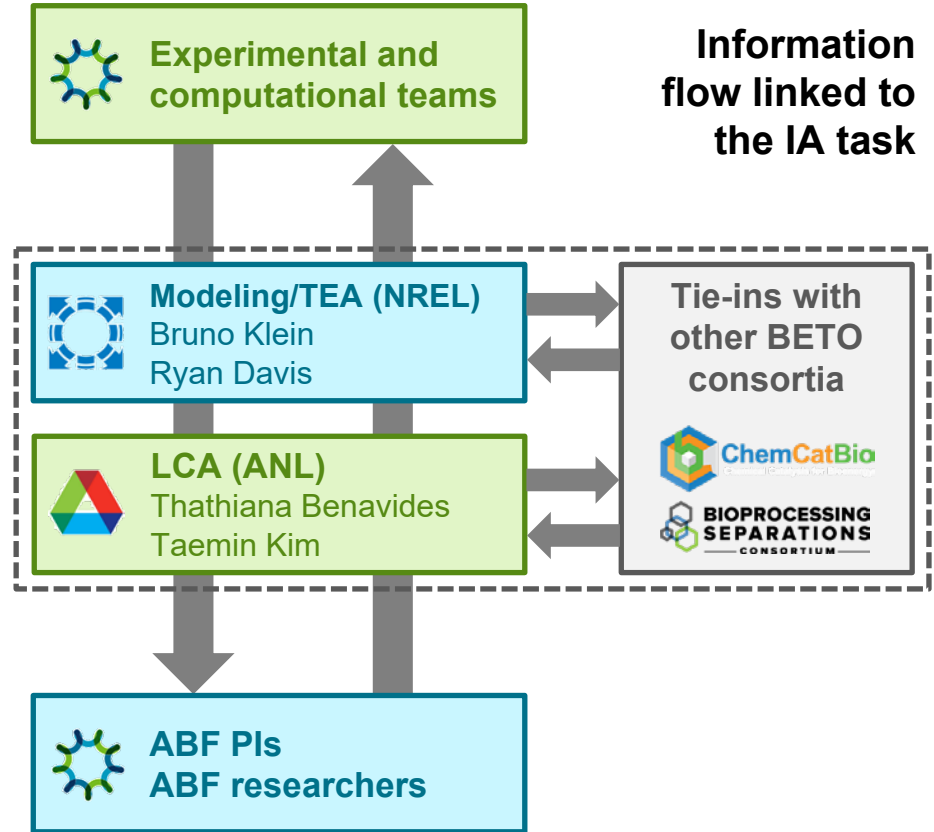 Experimental and
computational teams
Information
flow linked to
the IA task
Modeling/TEA (NREL)
Bruno Klein
Ryan Davis
LCA (ANL)
Thathiana Benavides
Taemin Kim
Tie-ins with
other BETO
consortia
ChemCatBio
BIOPROCESSING
SEPARATIONS
CONSORTIUM
ABF PIs
ABF researchers